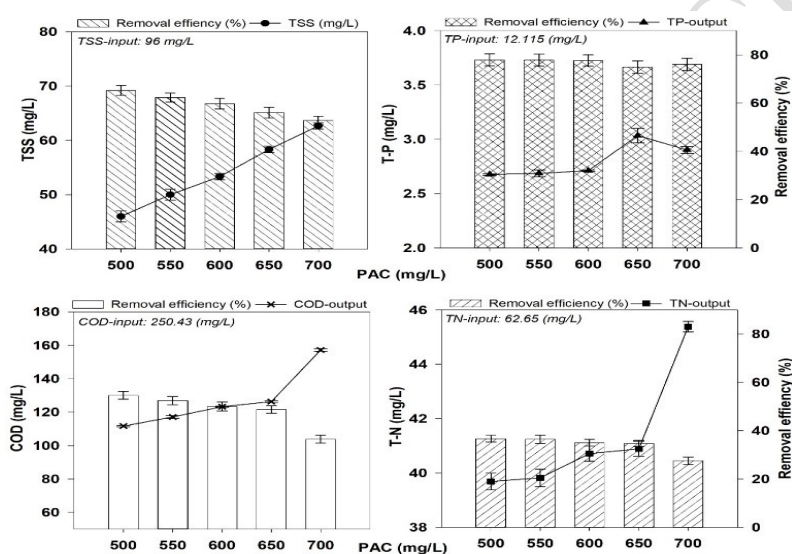 Removal effiency (%) TSS (mg/L)
TSS-input: 96 mg/L
TSS (mg/L)
80
70
60
50
40
500 550 600 650 700
Removal efficiency (%) TP-output
TP-input: 12.115 (mg/L)
T-P (mg/L)
4.0
3.5
3.0
2.5
2.0
Removal effiency (%)
80
60
40
20
0
500 550 600 650 700
PAC (mg/L)
Removal efficiency (%) COD-output
COD-input: 250.43 (mg/L)
COD (mg/L)
180
160
140
120
100
80
60
500 550 600 650 700
Removal efficiency (%) TN-output
TN-input: 62.65 (mg/L)
T-N (mg/L)
46
44
42
40
38
Removal effiency (%)
80
60
40
20
0
500 550 600 650 700
PAC (mg/L)